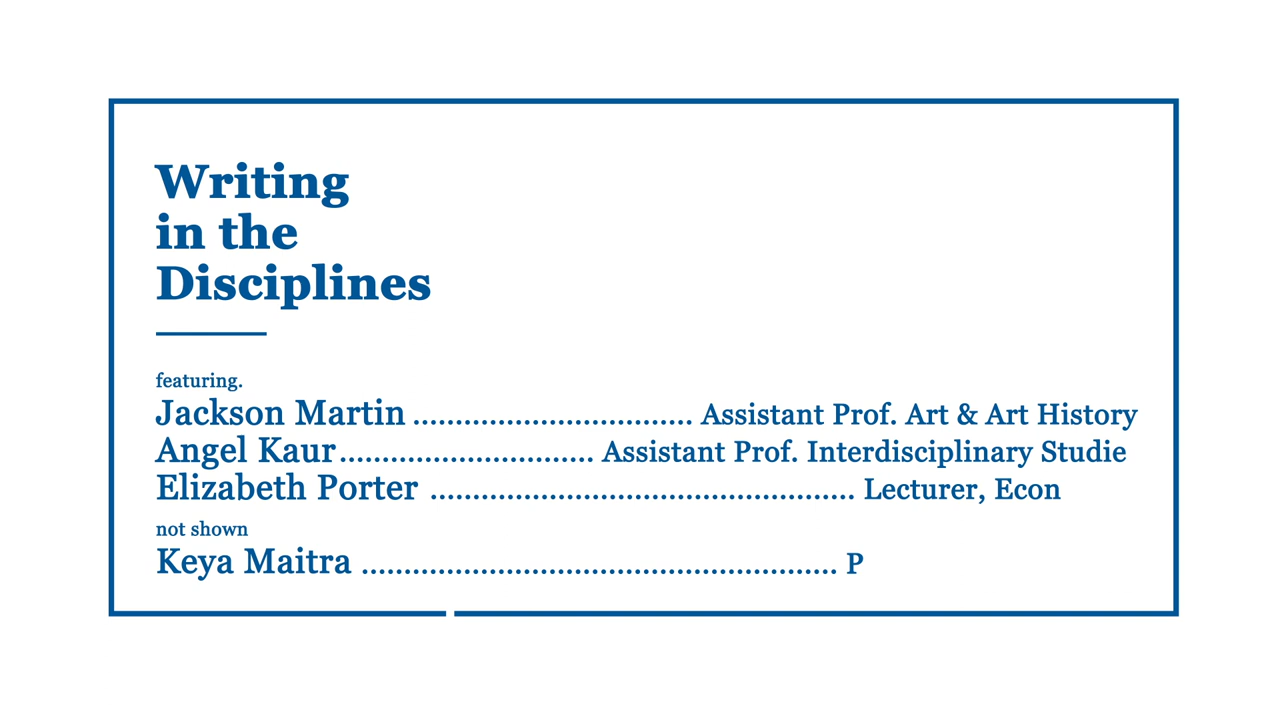 Writing
in the
Disciplines
featuring.
Jackson Martin ................................. Assistant Prof. Art & Art History
Angel Kaur.............................. Assistant Prof. Interdisciplinary Studie
Elizabeth Porter .................................................. Lecturer, Econ
not shown
Keya Maitra ........................................................ P